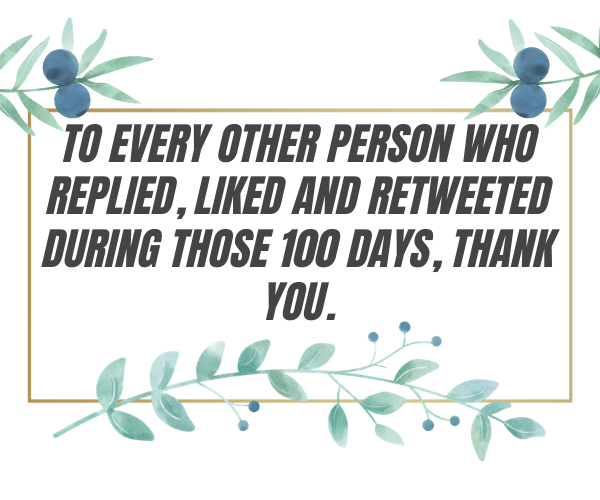 TO EVERY OTHER PERSON WHO
REPLIED, LIKED AND RETWEETED
DURING THOSE 100 DAYS, THANK
YOU.